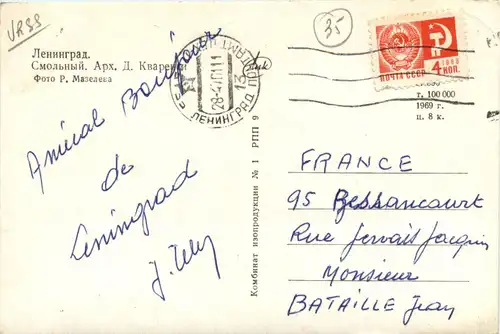 URSS
35
Ленинград.
Смольный. Арх. Д. Кваренги
Фото Р. Мазелева
ПОЧТА СССР 4 КОП.
1966
ЛЕНИНГРАД
т. 100 000
1969 г.
ц. 8 к.
Комбинат изопродукции № 1 РПП 9
Amical Bonjour
de
Leningrad
FRANCE
95 Bessancourt
Rue Gervais Jacquin
Monsieur
BATAILLE Jean